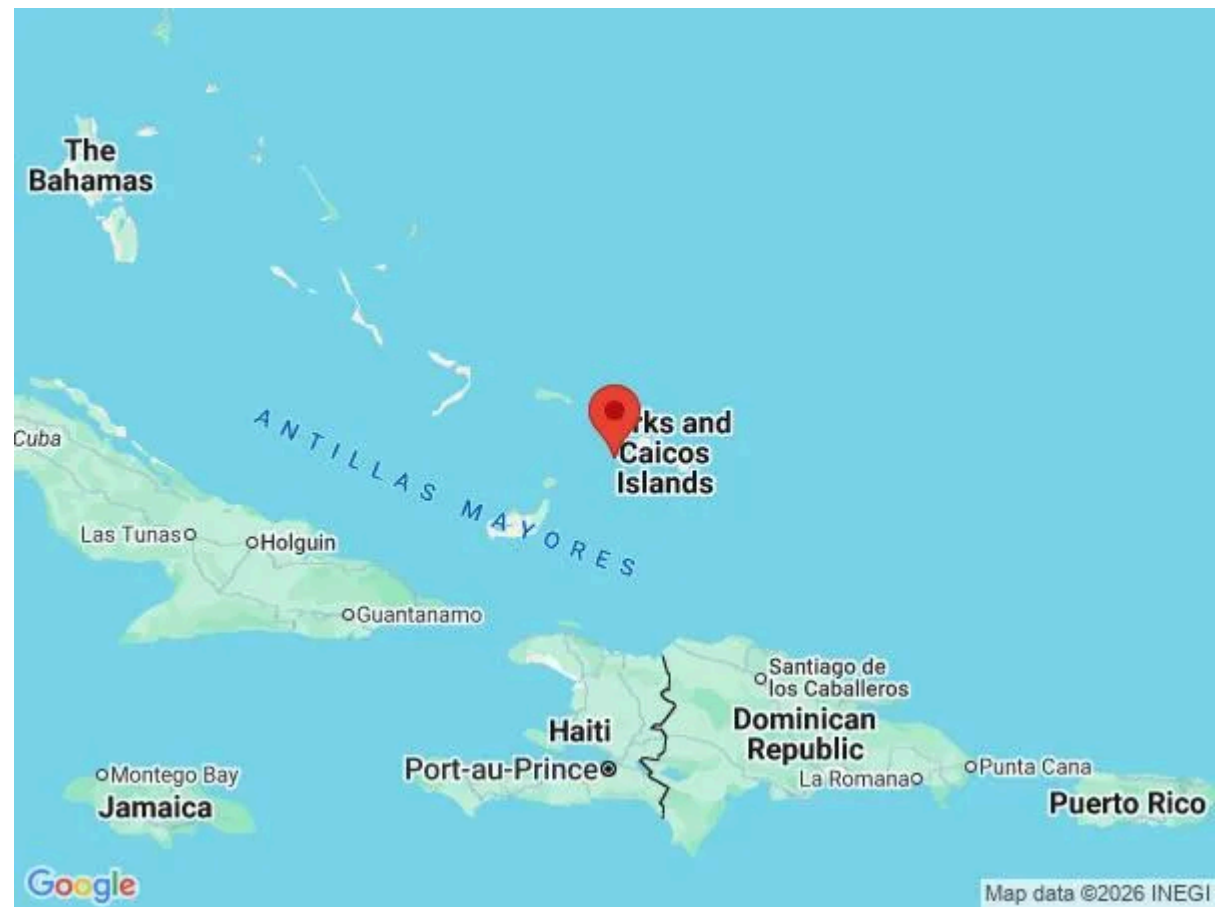 The
Bahamas
rks and
Caicos
Islands
Cuba
ANTILLAS MAYORES
Las Tunas
Holguin
Guantanamo
Santiago de
los Caballeros
Haiti
Dominican
Republic
Port-au-Prince
Punta Cana
La Romana
Montego Bay
Jamaica
Puerto Rico
Google
Map data ©2026 INEGI